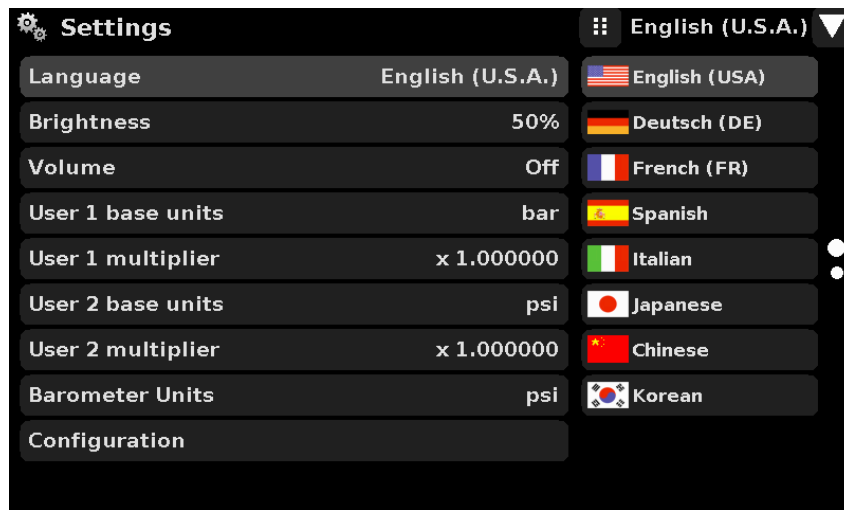 Settings
English (U.S.A.)
Language English (U.S.A.)
Brightness 50%
Volume Off
User 1 base units bar
User 1 multiplier x 1.000000
User 2 base units psi
User 2 multiplier x 1.000000
Barometer Units psi
Configuration
English (USA)
Deutsch (DE)
French (FR)
Spanish
Italian
Japanese
Chinese
Korean